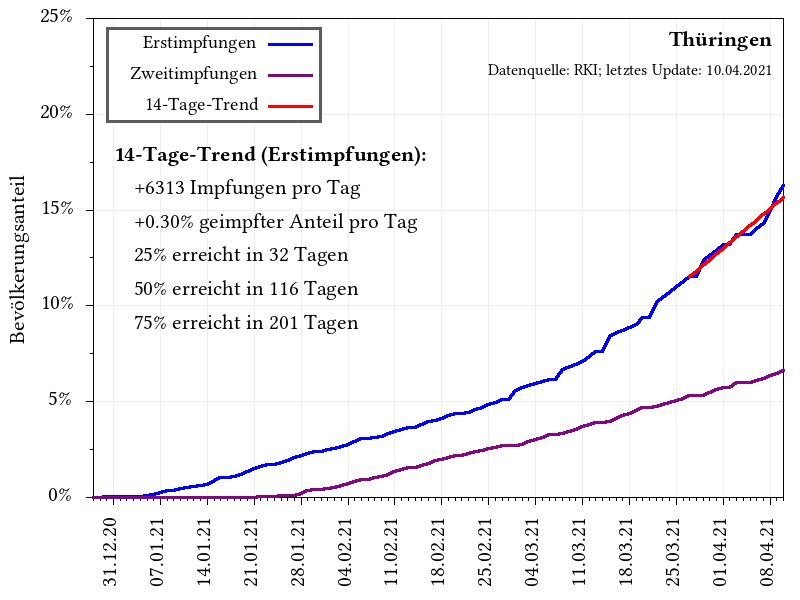 25%
20%
15%
10%
5%
0%
Bevölkerungsanteil
Erstimpfungen
Zweitimpfungen
14-Tage-Trend
Thüringen
Datenquelle: RKI; letztes Update: 10.04.2021
14-Tage-Trend (Erstimpfungen):
+6313 Impfungen pro Tag
+0.30% geimpfter Anteil pro Tag
25% erreicht in 32 Tagen
50% erreicht in 116 Tagen
75% erreicht in 201 Tagen
31.12.20
07.01.21
14.01.21
21.01.21
28.01.21
04.02.21
11.02.21
18.02.21
25.02.21
04.03.21
11.03.21
18.03.21
25.03.21
01.04.21
08.04.21